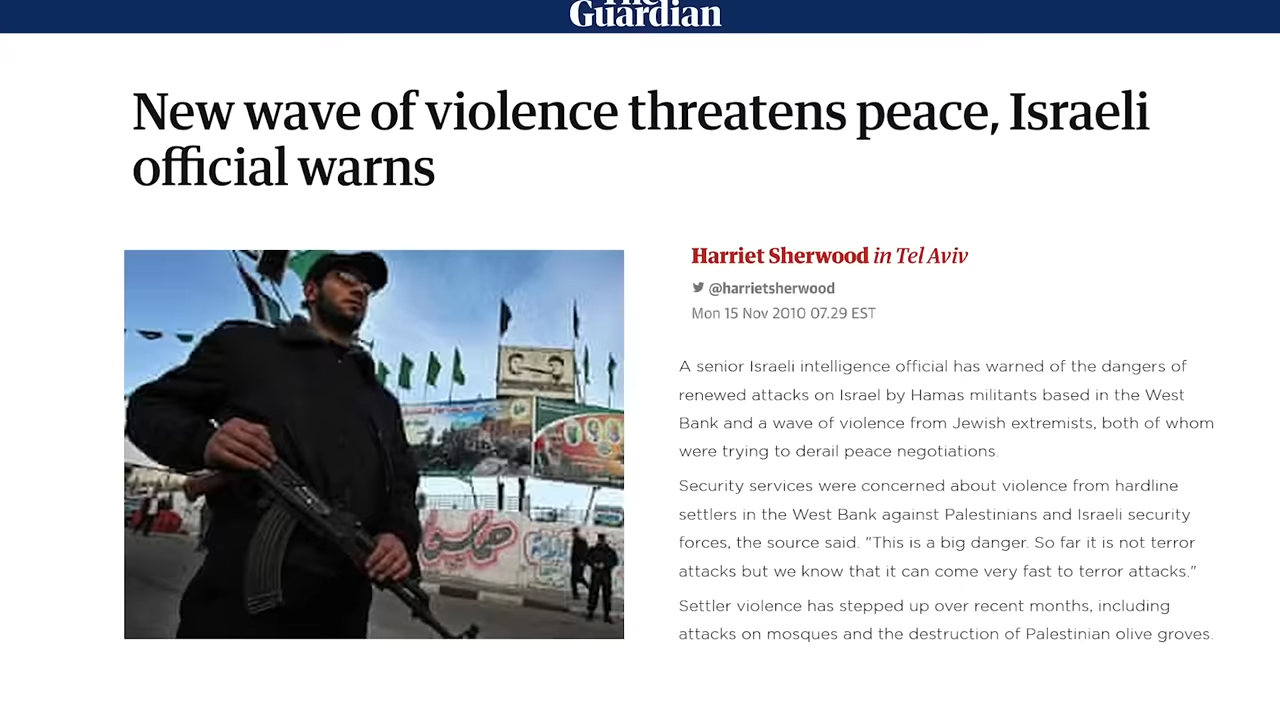 The
Guardian
New wave of violence threatens peace, Israeli
official warns
Harriet Sherwood in Tel Aviv
@harrietsherwood
Mon 15 Nov 2010 07.29 EST
A senior Israeli intelligence official has warned of the dangers of
renewed attacks on Israel by Hamas militants based in the West
Bank and a wave of violence from Jewish extremists, both of whom
were trying to derail peace negotiations.
Security services were concerned about violence from hardline
settlers in the West Bank against Palestinians and Israeli security
forces, the source said. "This is a big danger. So far it is not terror
attacks but we know that it can come very fast to terror attacks."
Settler violence has stepped up over recent months, including
attacks on mosques and the destruction of Palestinian olive groves.
حماس